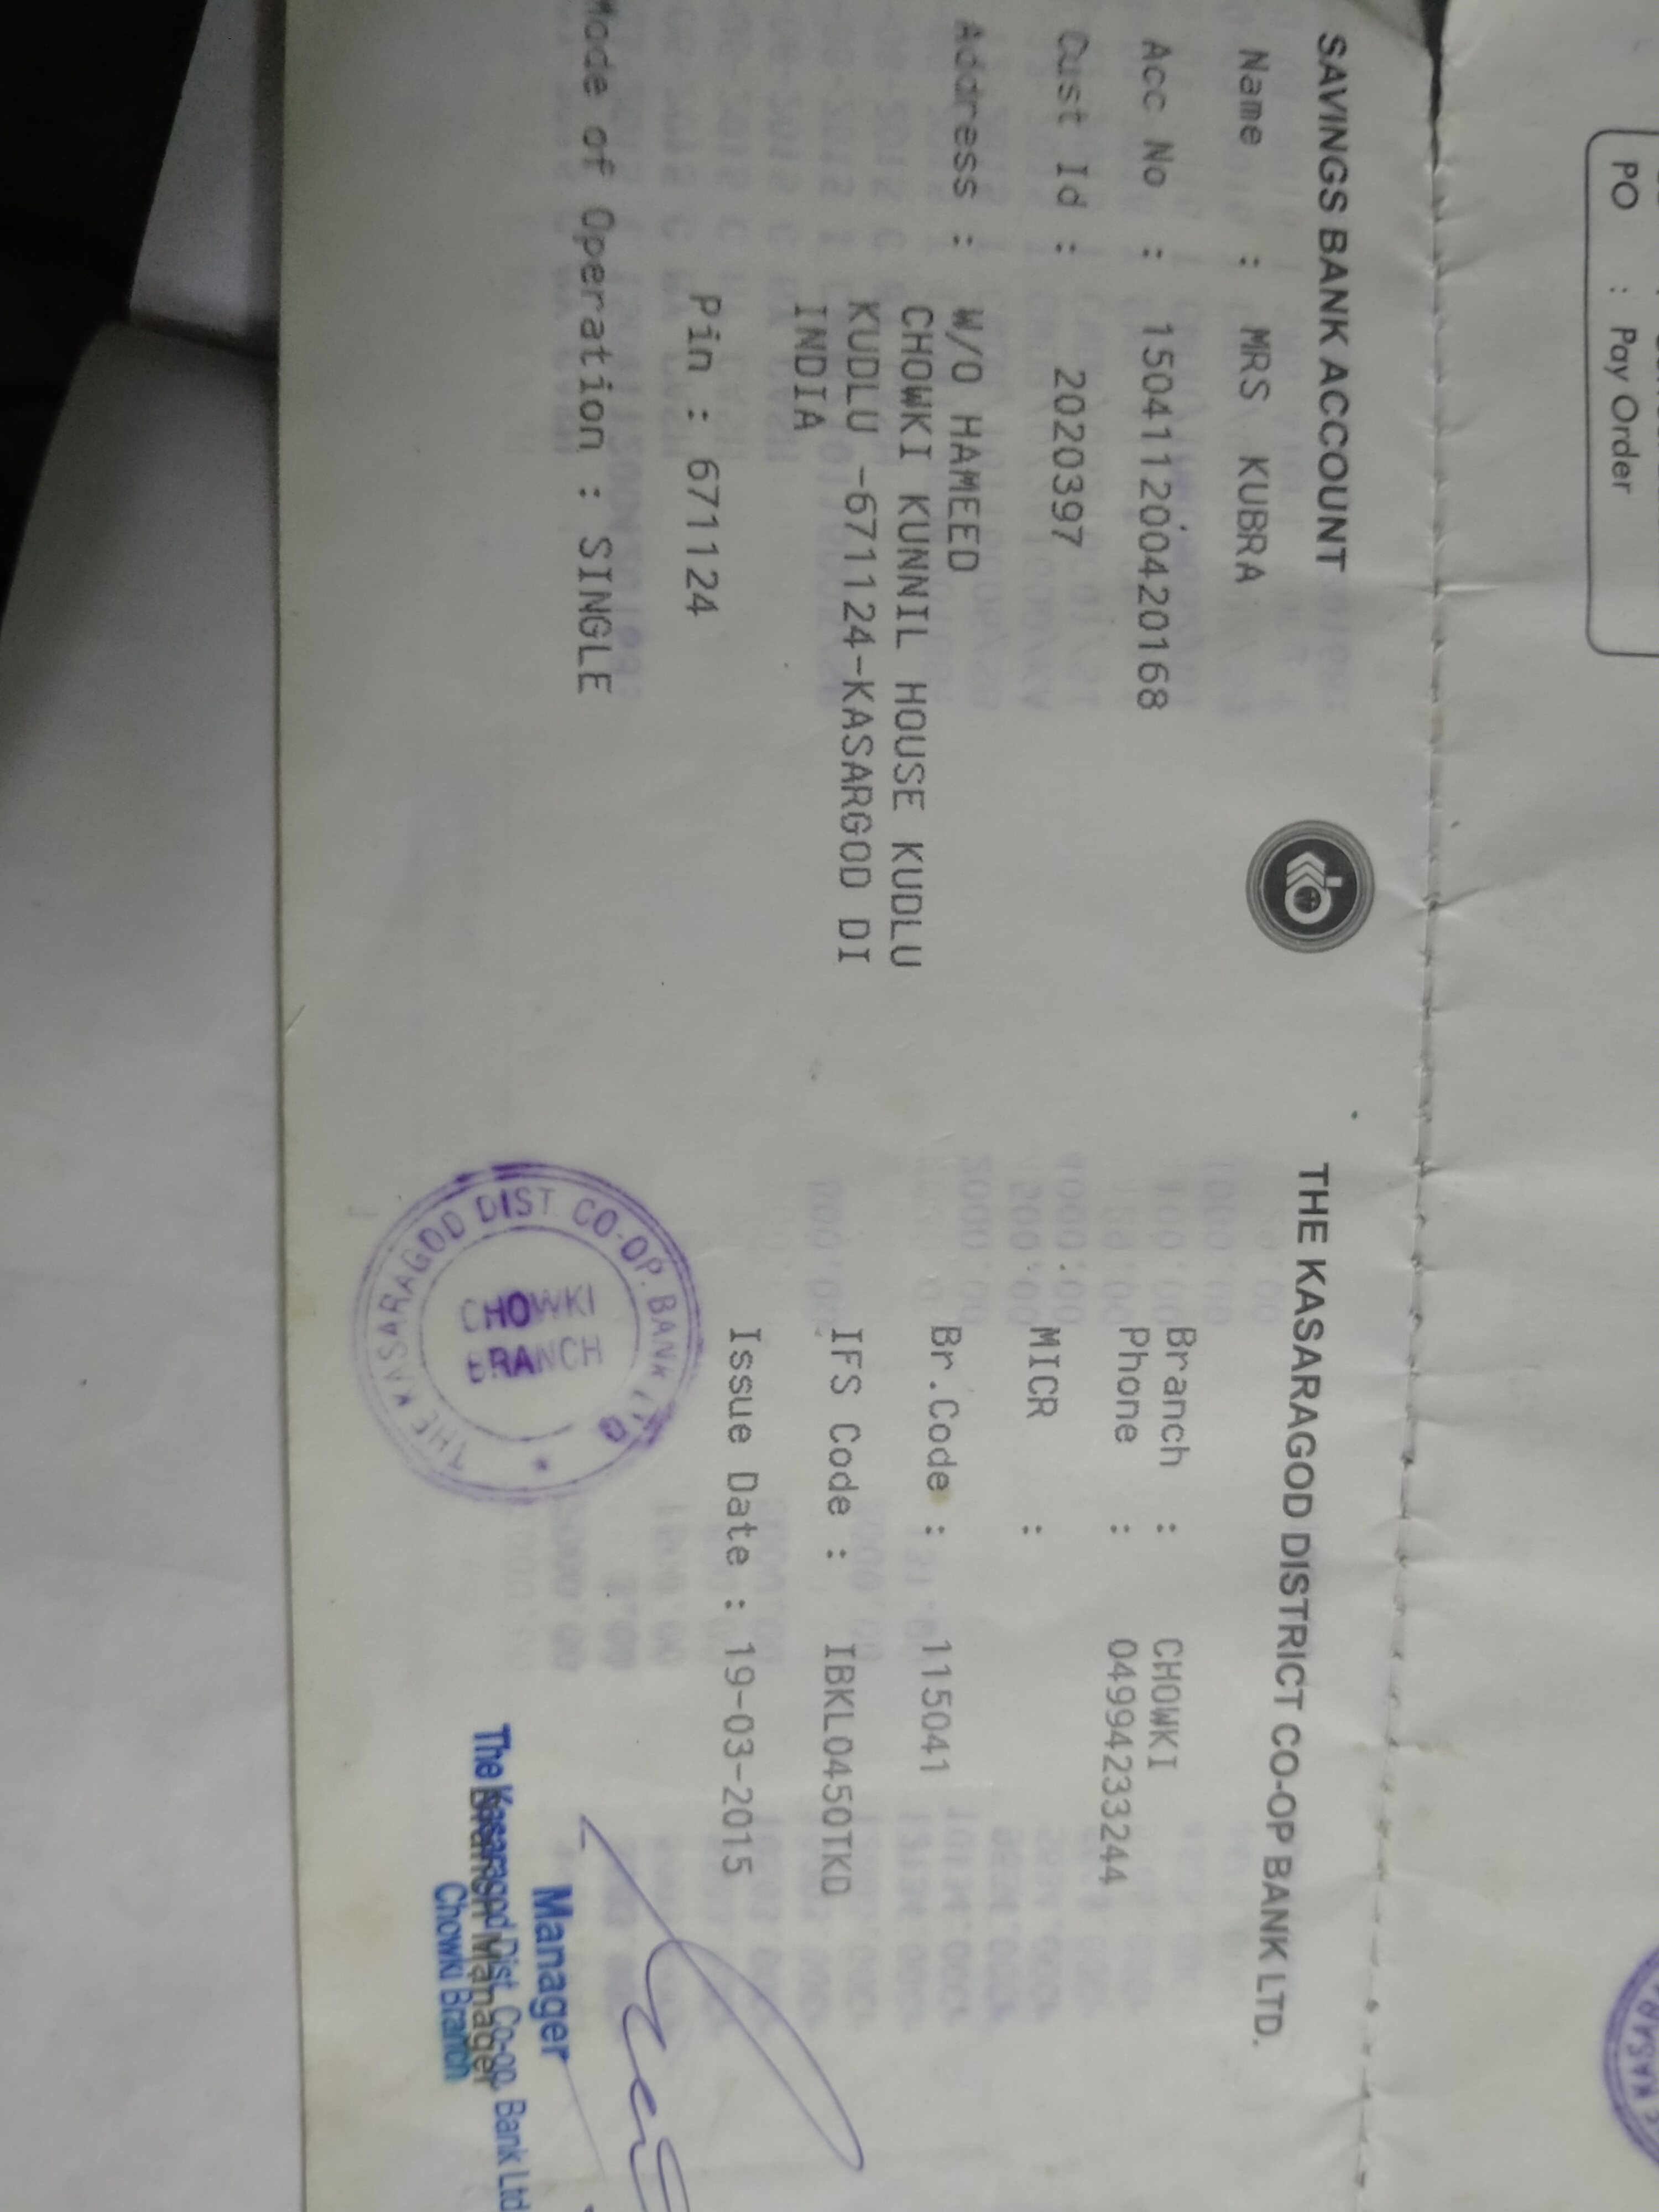 PO : Pay Order
SAVINGS BANK ACCOUNT
THE KASARAGOD DISTRICT CO-OP BANK LTD.
Name : MRS KUBRA
Acc No : 150411200420168
Cust Id : 2020397
Address : W/O HAMEED
CHOWKI KUNNIL HOUSE KUDLU
KUDLU -671124-KASARGOD DI
INDIA
Pin : 671124
Mode of Operation : SINGLE
Branch : CHOWKI
Phone : 04994233244
MICR :
Br.Code : 115041
IFS Code : IBKL0450TKD
Issue Date : 19-03-2015
THE KASARAGOD DIST. CO-OP. BANK LTD
CHOWKI
BRANCH
Manager
The Kasaragod Dist. Co-op. Bank Ltd
Branch Manager
Chowki Branch